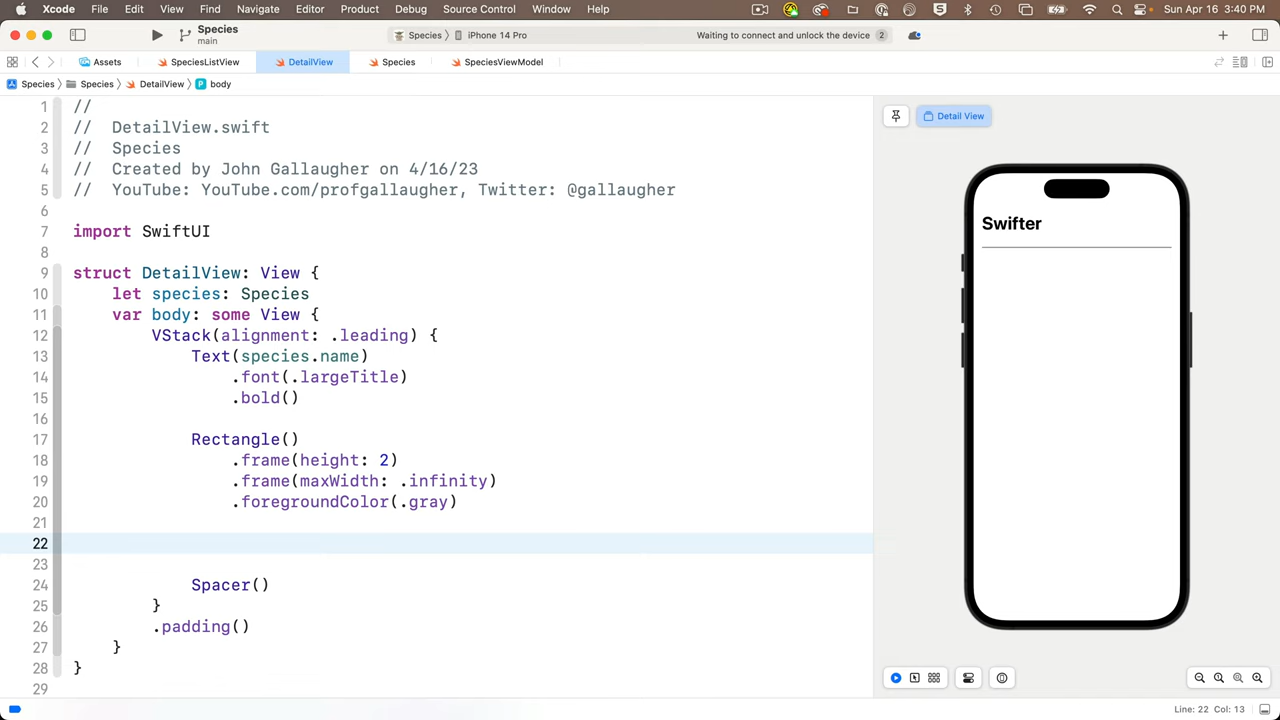 Xcode File Edit View Find Navigate Editor Product Debug Source Control Window Help Sun Apr 16 3:40 PM
Species
main
Species iPhone 14 Pro Waiting to connect and unlock the device 2
Assets SpeciesListView DetailView Species SpeciesViewModel
Species Species DetailView P body
1 //
2 // DetailView.swift
3 // Species
4 // Created by John Gallaugher on 4/16/23
5 // YouTube: YouTube.com/profgallaugher, Twitter: @gallaugher
6
7 import SwiftUI
8
9 struct DetailView: View {
10 let species: Species
11 var body: some View {
12 VStack(alignment: .leading) {
13 Text(species.name)
14 .font(.largeTitle)
15 .bold()
16
17 Rectangle()
18 .frame(height: 2)
19 .frame(maxWidth: .infinity)
20 .foregroundColor(.gray)
21
22
23
24 Spacer()
25 }
26 .padding()
27 }
28 }
29
Detail View
Swifter
Line: 22 Col: 13